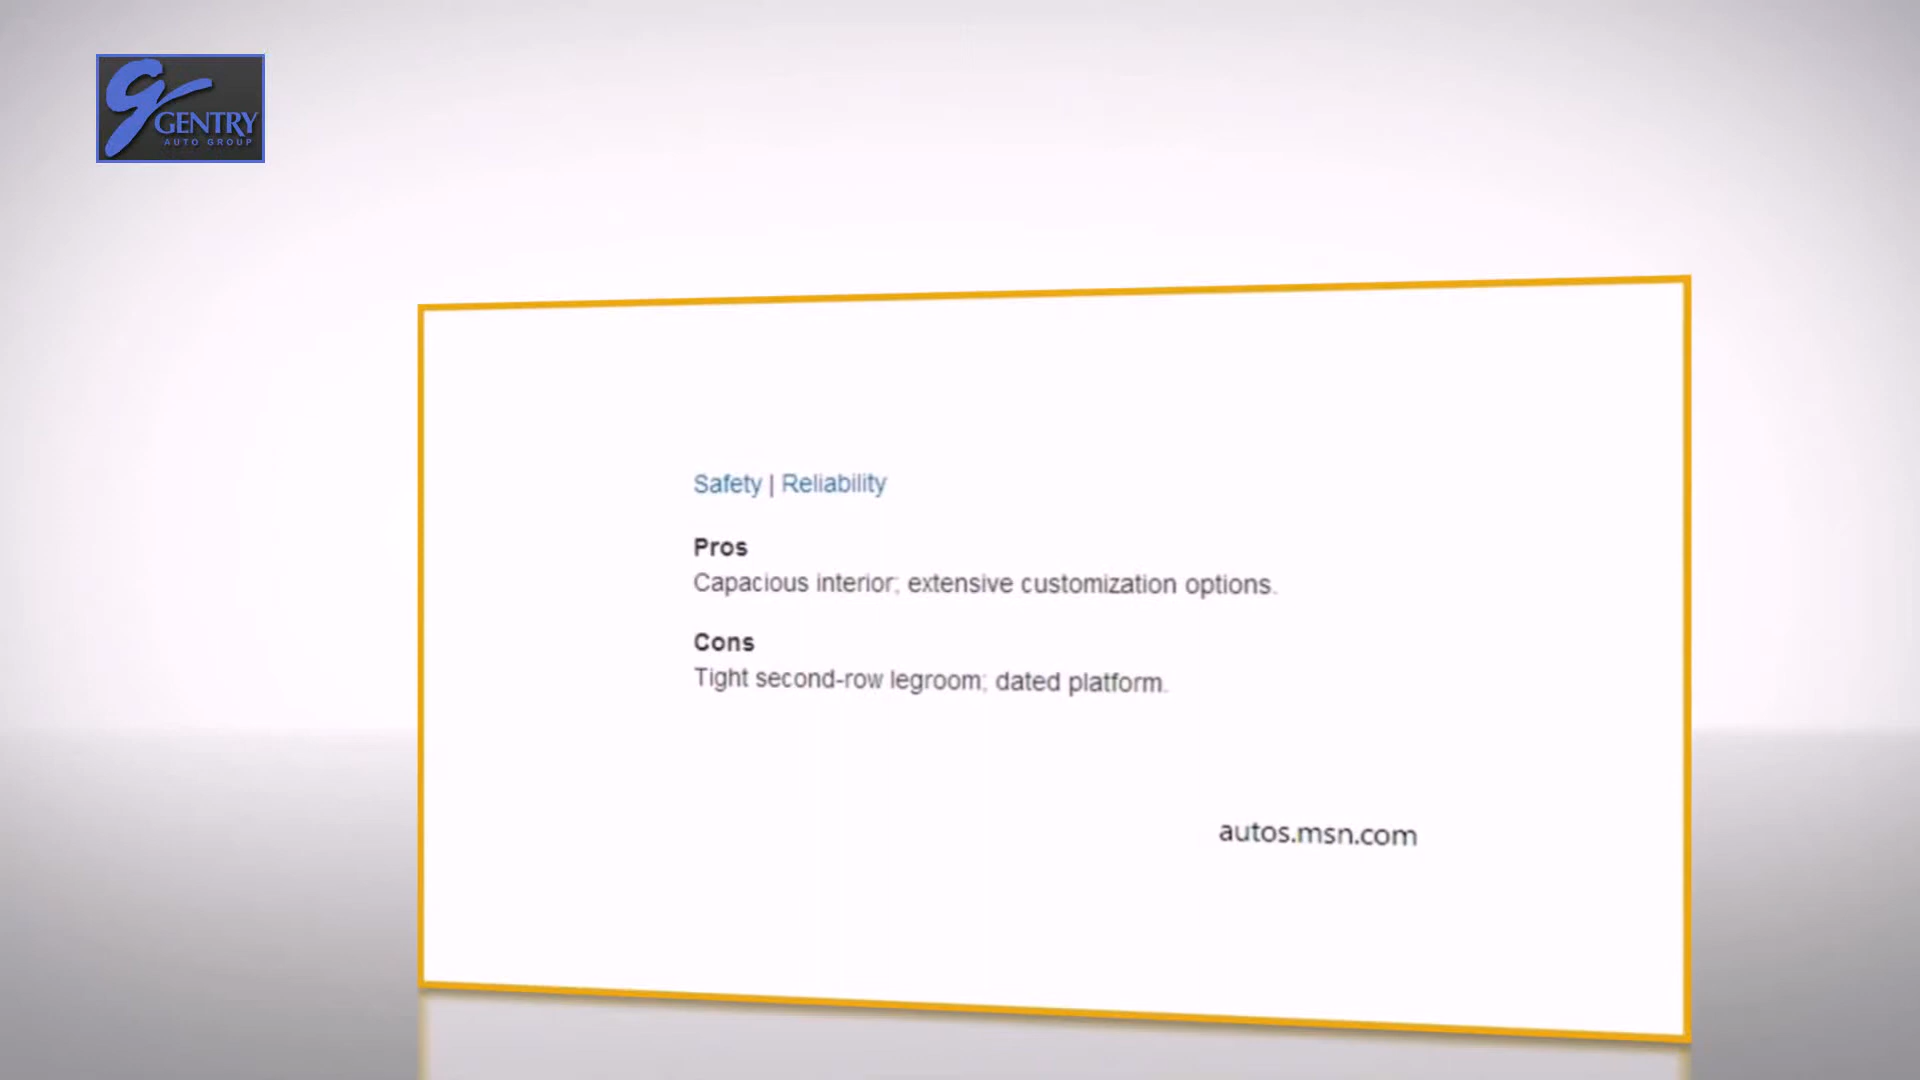 GENTRY
AUTO GROUP
Safety | Reliability
Pros
Capacious interior; extensive customization options.
Cons
Tight second-row legroom; dated platform.
autos.msn.com